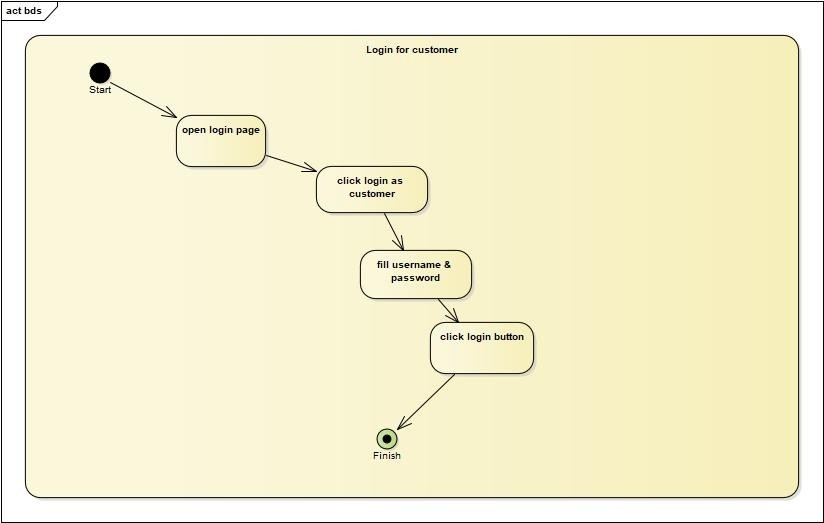 act bds
Login for customer
Start
open login page
click login as
customer
fill username &
password
click login button
Finish